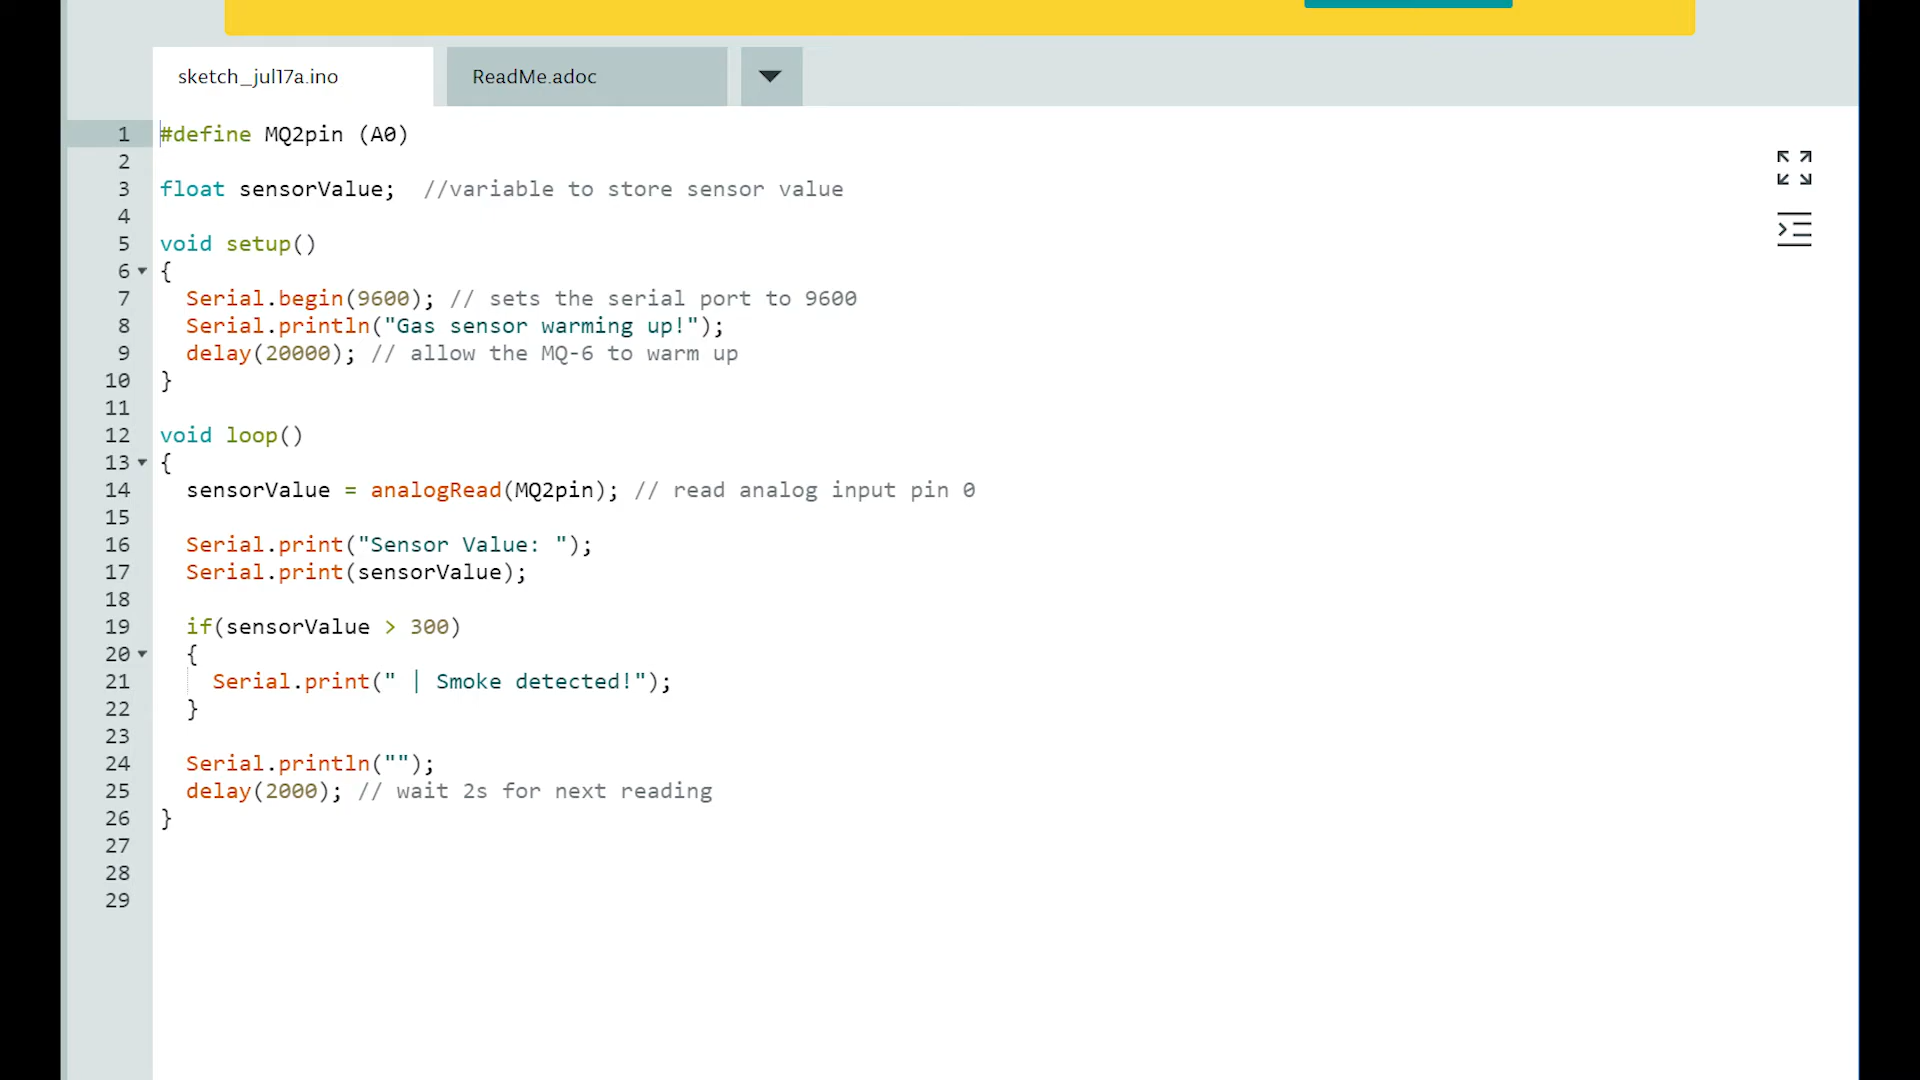 sketch_jul17a.ino
ReadMe.adoc
1 #define MQ2pin (A0)
2
3 float sensorValue;  //variable to store sensor value
4
5 void setup()
6 {
7   Serial.begin(9600); // sets the serial port to 9600
8   Serial.println("Gas sensor warming up!");
9   delay(20000); // allow the MQ-6 to warm up
10 }
11
12 void loop()
13 {
14   sensorValue = analogRead(MQ2pin); // read analog input pin 0
15
16   Serial.print("Sensor Value: ");
17   Serial.print(sensorValue);
18
19   if(sensorValue > 300)
20   {
21     Serial.print(" | Smoke detected!");
22   }
23
24   Serial.println("");
25   delay(2000); // wait 2s for next reading
26 }
27
28
29